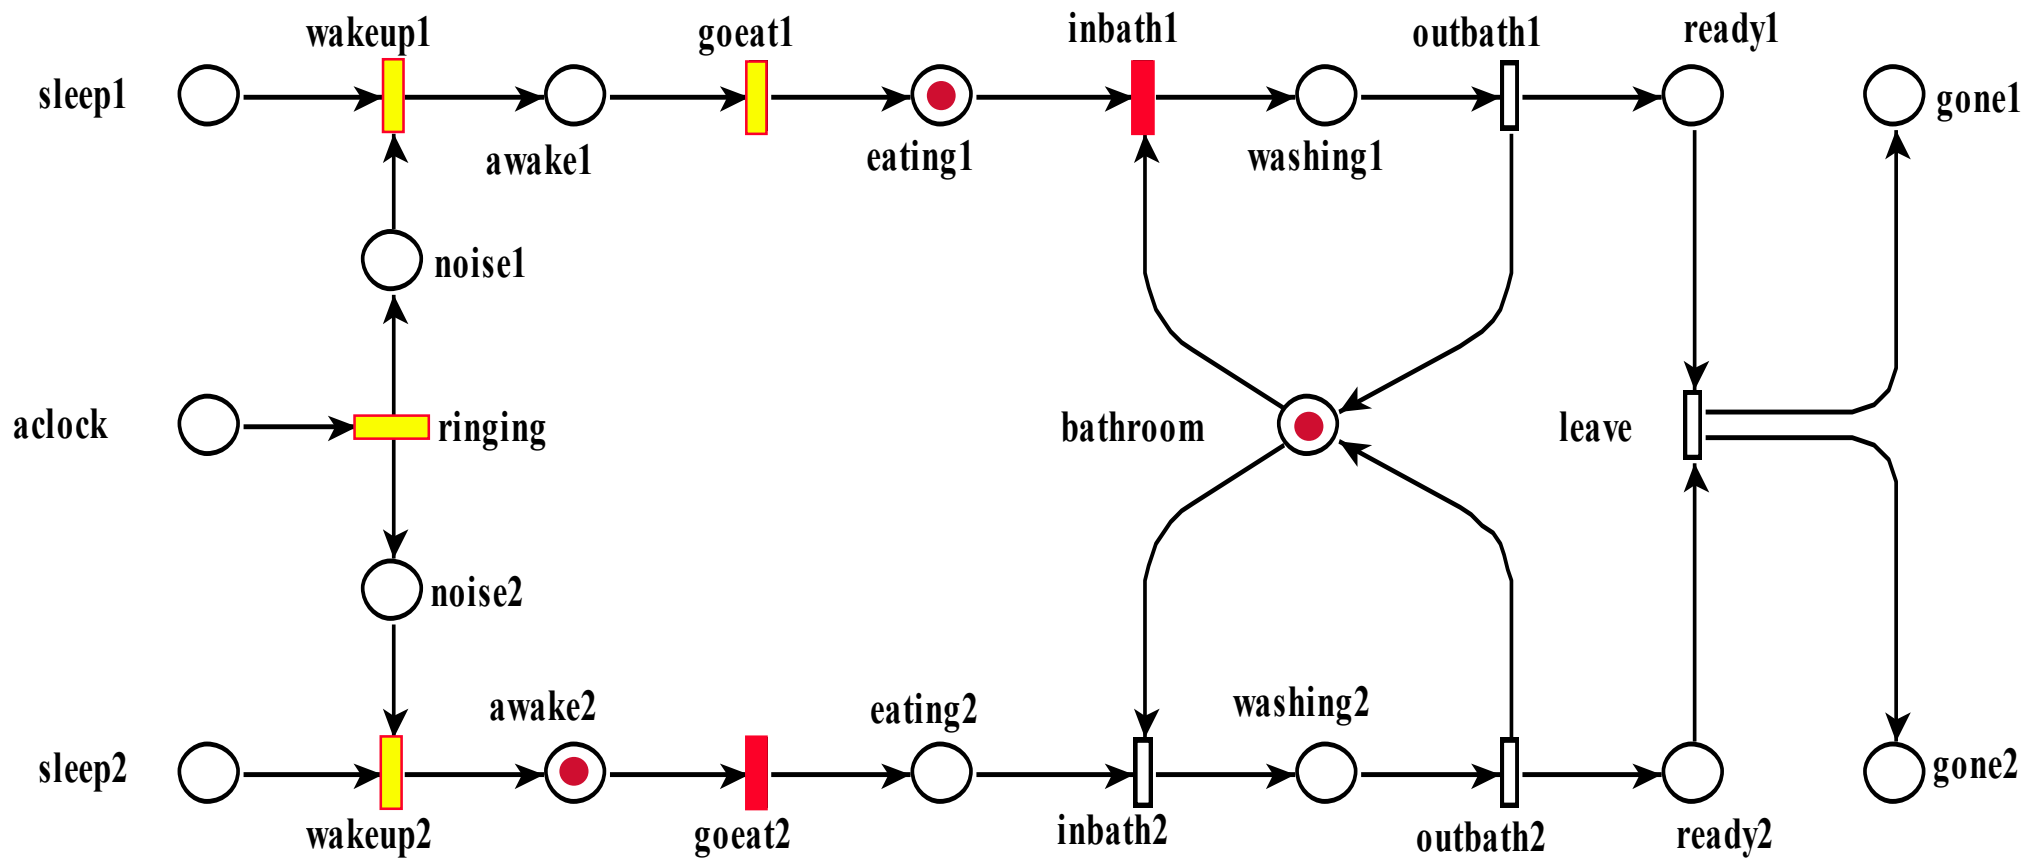 wakeup1
goeat1
inbath1
outbath1
ready1
sleep1
gone1
awake1
eating1
washing1
noise1
aclock
ringing
bathroom
leave
noise2
awake2
eating2
washing2
sleep2
gone2
wakeup2
goeat2
inbath2
outbath2
ready2